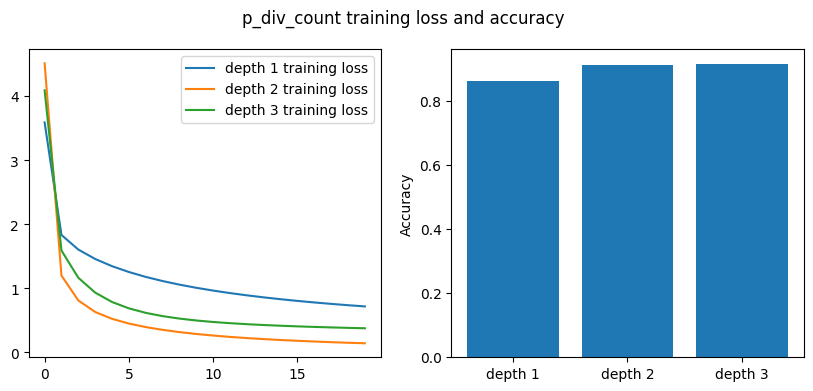 p_div_count training loss and accuracy
depth 1 training loss
depth 2 training loss
depth 3 training loss
4
3
2
1
0
0
5
10
15
Accuracy
0.8
0.6
0.4
0.2
0.0
depth 1
depth 2
depth 3